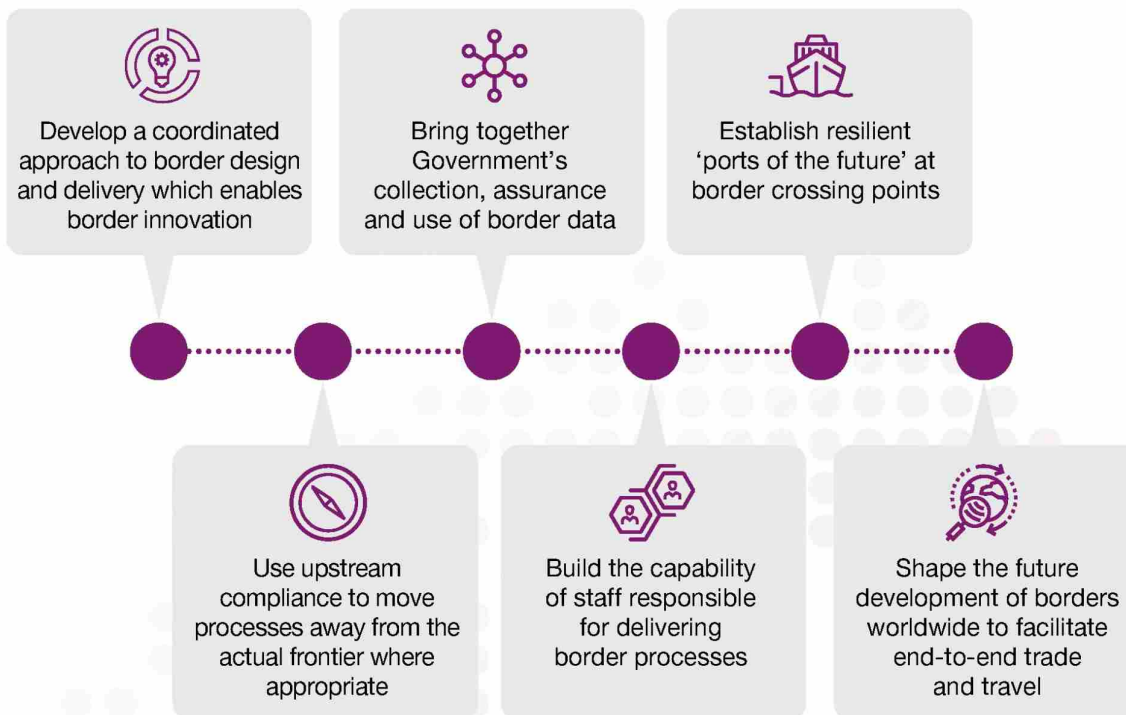 Develop a coordinated
approach to border design
and delivery which enables
border innovation
Bring together
Government’s
collection, assurance
and use of border data
Establish resilient
‘ports of the future’ at
border crossing points
Use upstream
compliance to move
processes away from the
actual frontier where
appropriate
Build the capability
of staff responsible
for delivering
border processes
Shape the future
development of borders
worldwide to facilitate
end-to-end trade
and travel